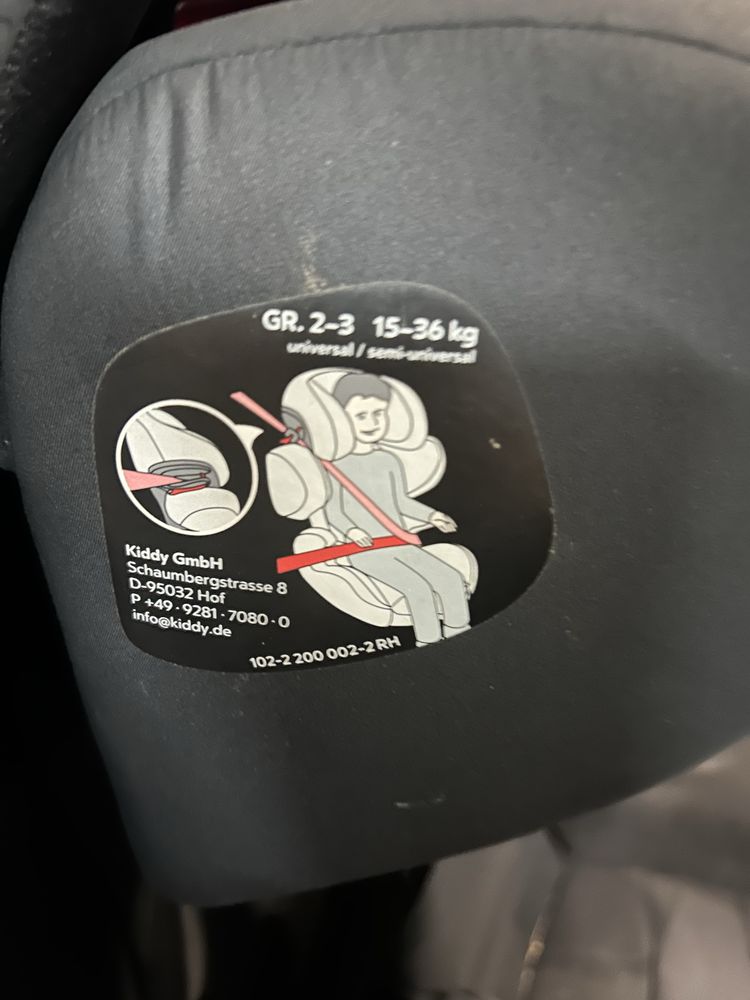 GR. 2–3 15–36 kg
universal / semi-universal
Kiddy GmbH
Schaumbergstrasse 8
D-95032 Hof
P +49 · 9281 · 7080 · 0
info@kiddy.de
102-2 200 002-2 RH